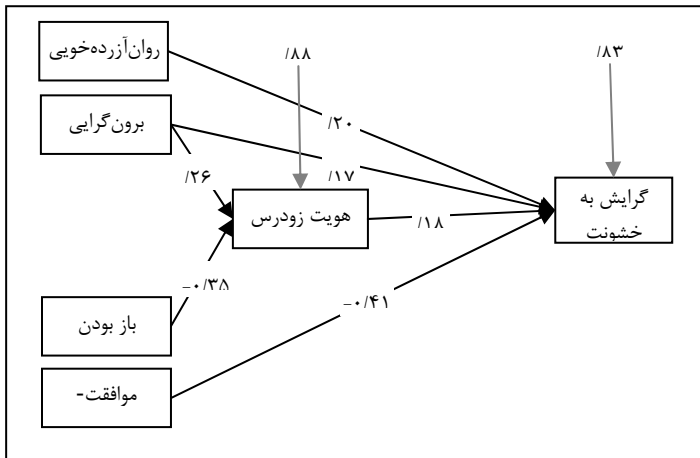 روان‌آزرده‌خویی
/۸۸
/۸۳
برون‌گرایی
/۲۰
/۲۶
/۱۷
هویت زودرس
/۱۸
گرایش به
خشونت
-۰/۳۵
-۰/۴۱
باز بودن
موافقت-